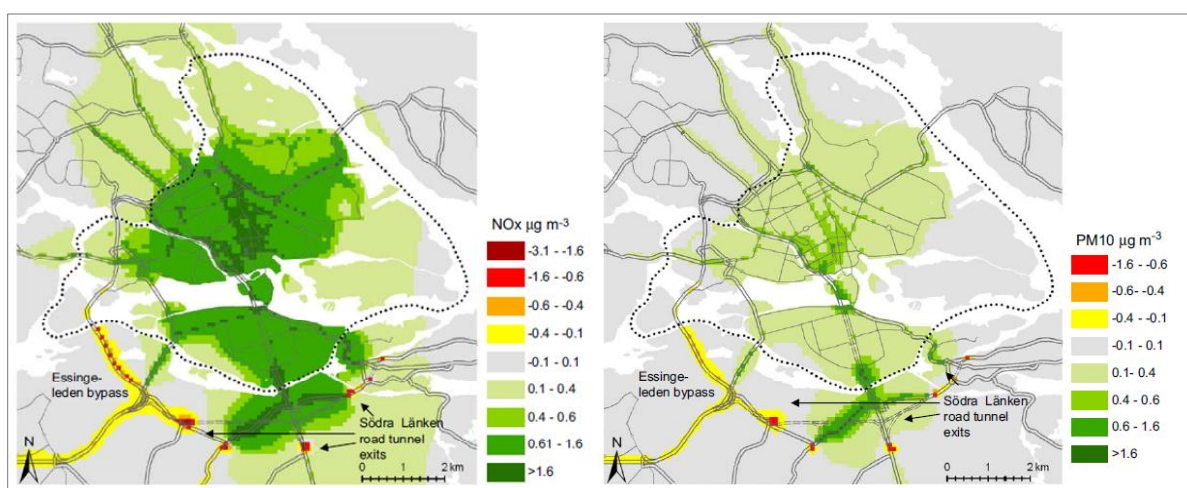 NOx µg m-3
-3.1 - -1.6
-1.6 - -0.6
-0.6 - -0.4
-0.4 - -0.1
-0.1 - 0.1
0.1 - 0.4
0.4 - 0.6
0.61 - 1.6
>1.6
Essinge-
leden bypass
Södra Länken
road tunnel
exits
N
0 1 2 km
PM10 µg m-3
-1.6 - -0.6
-0.6- -0.4
-0.4 - -0.1
-0.1 - 0.1
0.1- 0.4
0.4 - 0.6
0.6 - 1.6
>1.6
Essinge-
leden bypass
Södra Länken
road tunnel
exits
N
0 1 2 km